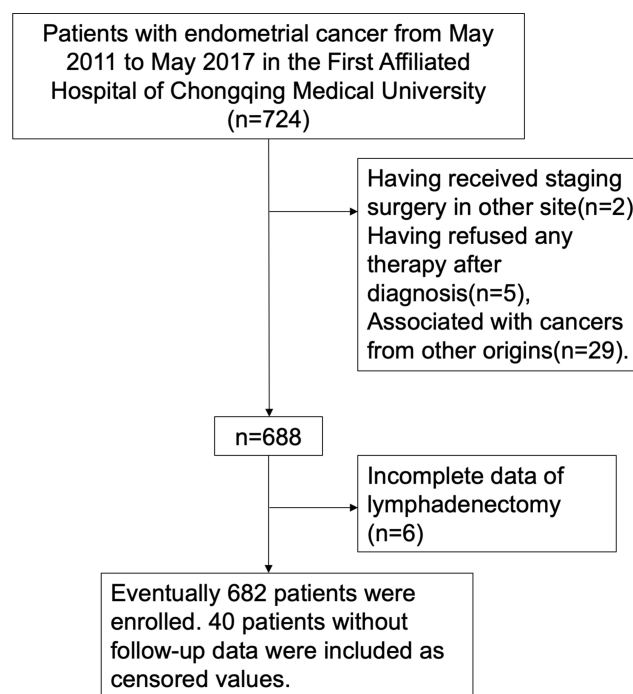 Patients with endometrial cancer from May
2011 to May 2017 in the First Affiliated
Hospital of Chongqing Medical University
(n=724)
Having received staging
surgery in other site(n=2)
Having refused any
therapy after
diagnosis(n=5),
Associated with cancers
from other origins(n=29).
n=688
Incomplete data of
lymphadenectomy
(n=6)
Eventually 682 patients were
enrolled. 40 patients without
follow-up data were included as
censored values.